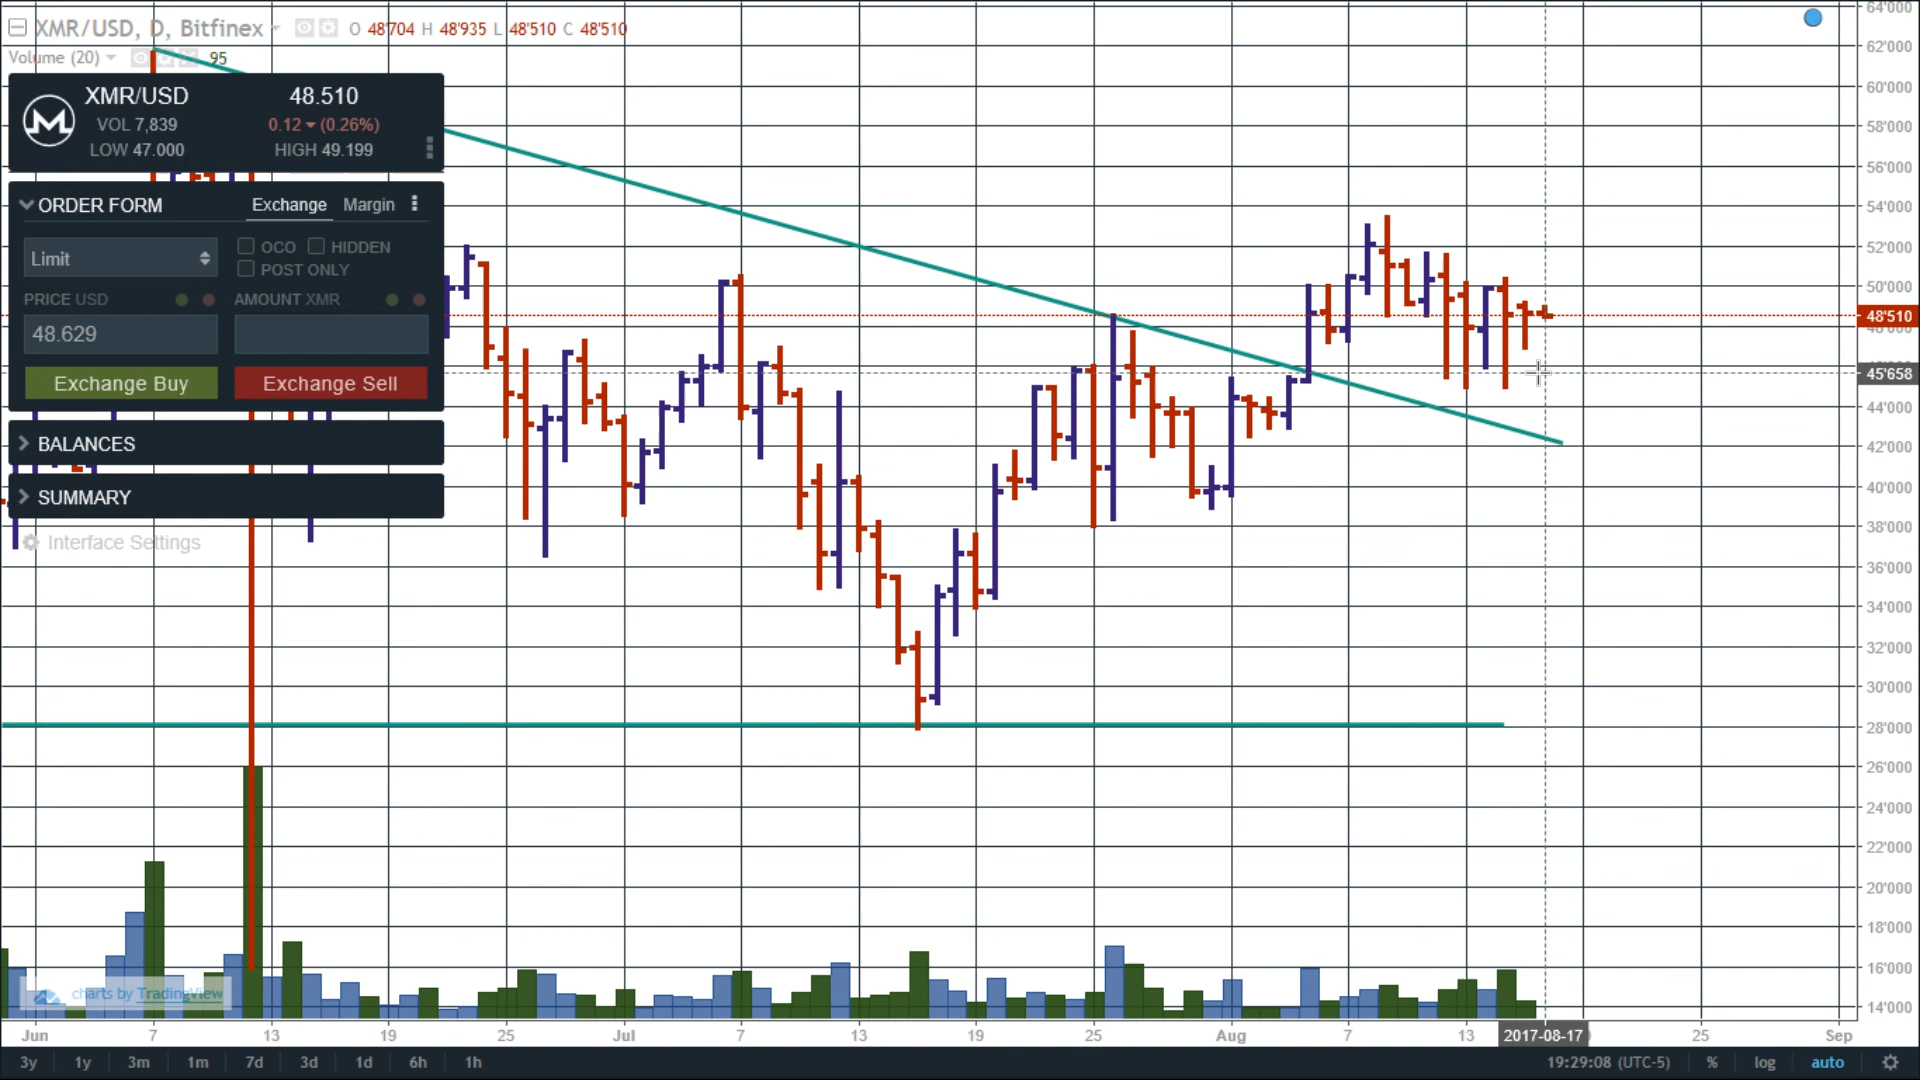 XMR/USD, D, Bitfinex O 48'704 H 48'935 L 48'510 C 48'510
Volume (20) 95
XMR/USD 48.510
VOL 7,839 0.12 (0.26%)
LOW 47.000 HIGH 49.199
ORDER FORM Exchange Margin
Limit OCO HIDDEN
POST ONLY
PRICE USD AMOUNT XMR
48.629
Exchange Buy Exchange Sell
BALANCES
SUMMARY
Interface Settings
64'000
62'000
60'000
58'000
56'000
54'000
52'000
50'000
48'510
48'000
45'658
44'000
42'000
40'000
38'000
36'000
34'000
32'000
30'000
28'000
26'000
24'000
22'000
20'000
18'000
16'000
14'000
charts by TradingView
Jun 7 13 19 25 Jul 7 13 19 25 Aug 7 13 2017-08-17 25 Sep
3y 1y 3m 1m 7d 3d 1d 6h 1h 19:29:08 (UTC-5) % log auto